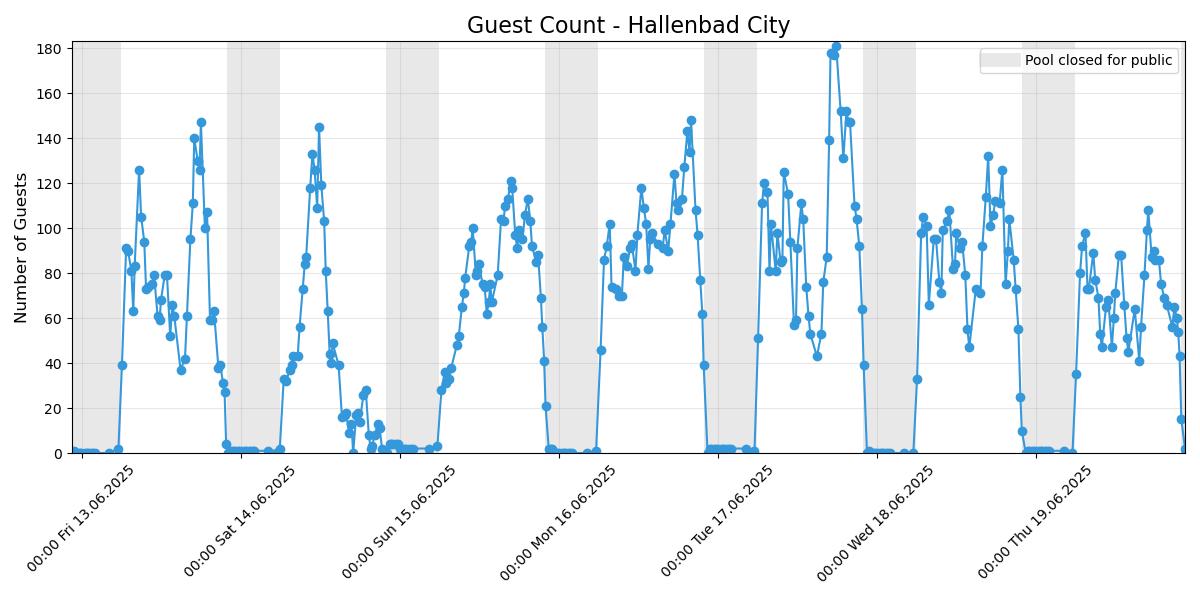 Guest Count - Hallenbad City
Pool closed for public
Number of Guests
180
160
140
120
100
80
60
40
20
0
00:00 Fri 13.06.2025
00:00 Sat 14.06.2025
00:00 Sun 15.06.2025
00:00 Mon 16.06.2025
00:00 Tue 17.06.2025
00:00 Wed 18.06.2025
00:00 Thu 19.06.2025